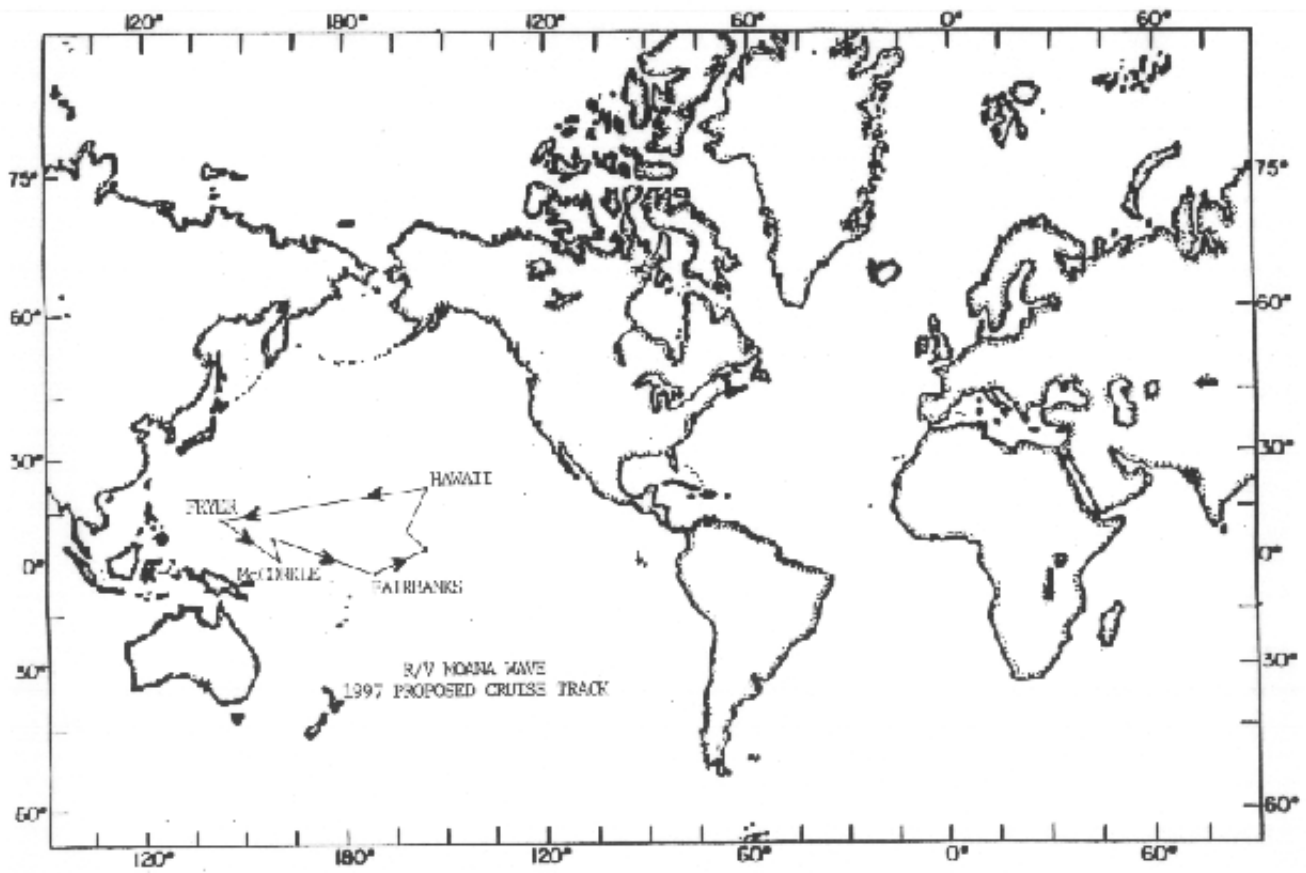 120° 180° 120° 60° 0° 60°
75° 75°
60° 60°
30° HAWAII 30°
FRYER
0° McCORKLE 0°
FAIRBANKS
30° R/V MOANA WAVE 30°
1997 PROPOSED CRUISE TRACK
60° 60°
120° 180° 120° 60° 0° 60°